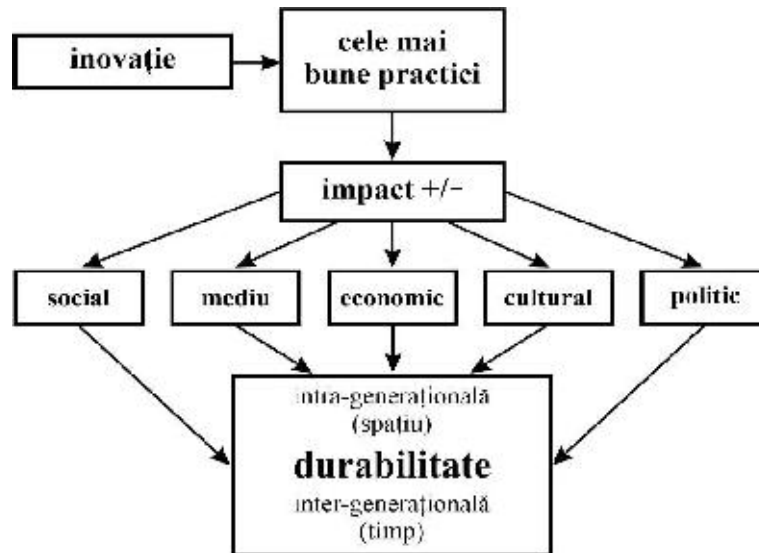 inovație
cele mai
bune practici
impact +/-
social
mediu
economic
cultural
politic
intra-generațională
(spațiu)
durabilitate
inter-generațională
(timp)